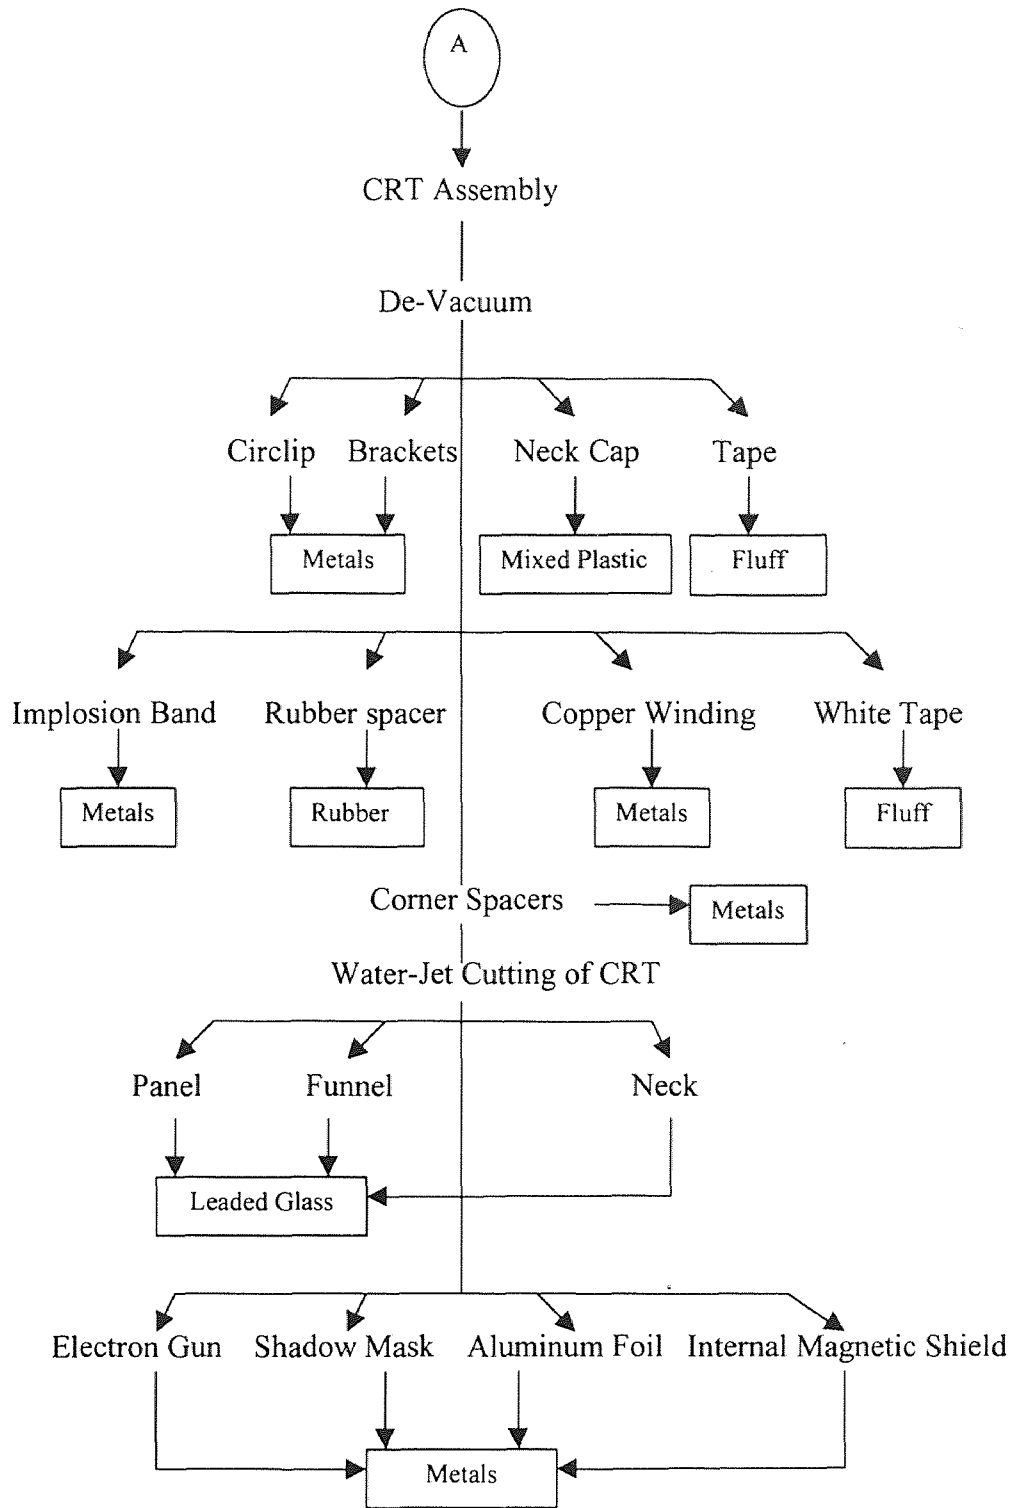 A
CRT Assembly
De-Vacuum
Circlip Brackets Neck Cap Tape
Metals Mixed Plastic Fluff
Implosion Band Rubber spacer Copper Winding White Tape
Metals Rubber Metals Fluff
Corner Spacers Metals
Water-Jet Cutting of CRT
Panel Funnel Neck
Leaded Glass
Electron Gun Shadow Mask Aluminum Foil Internal Magnetic Shield
Metals